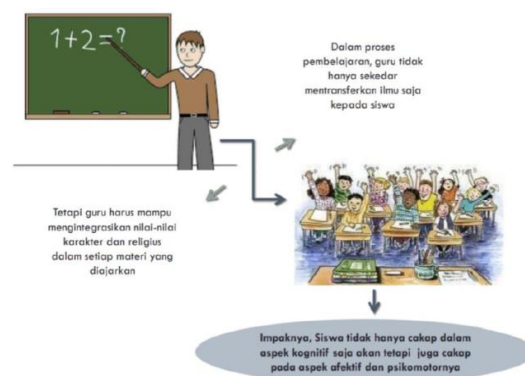 1+2=?
Dalam proses
pembelajaran, guru tidak
hanya sekedar
mentransferkan ilmu saja
kepada siswa
Tetapi guru harus mampu
mengintegrasikan nilai-nilai
karakter dan religius
dalam setiap materi yang
diajarkan
Impaknya, Siswa tidak hanya cakap dalam
aspek kognitif saja akan tetapi juga cakap
pada aspek afektif dan psikomotornya